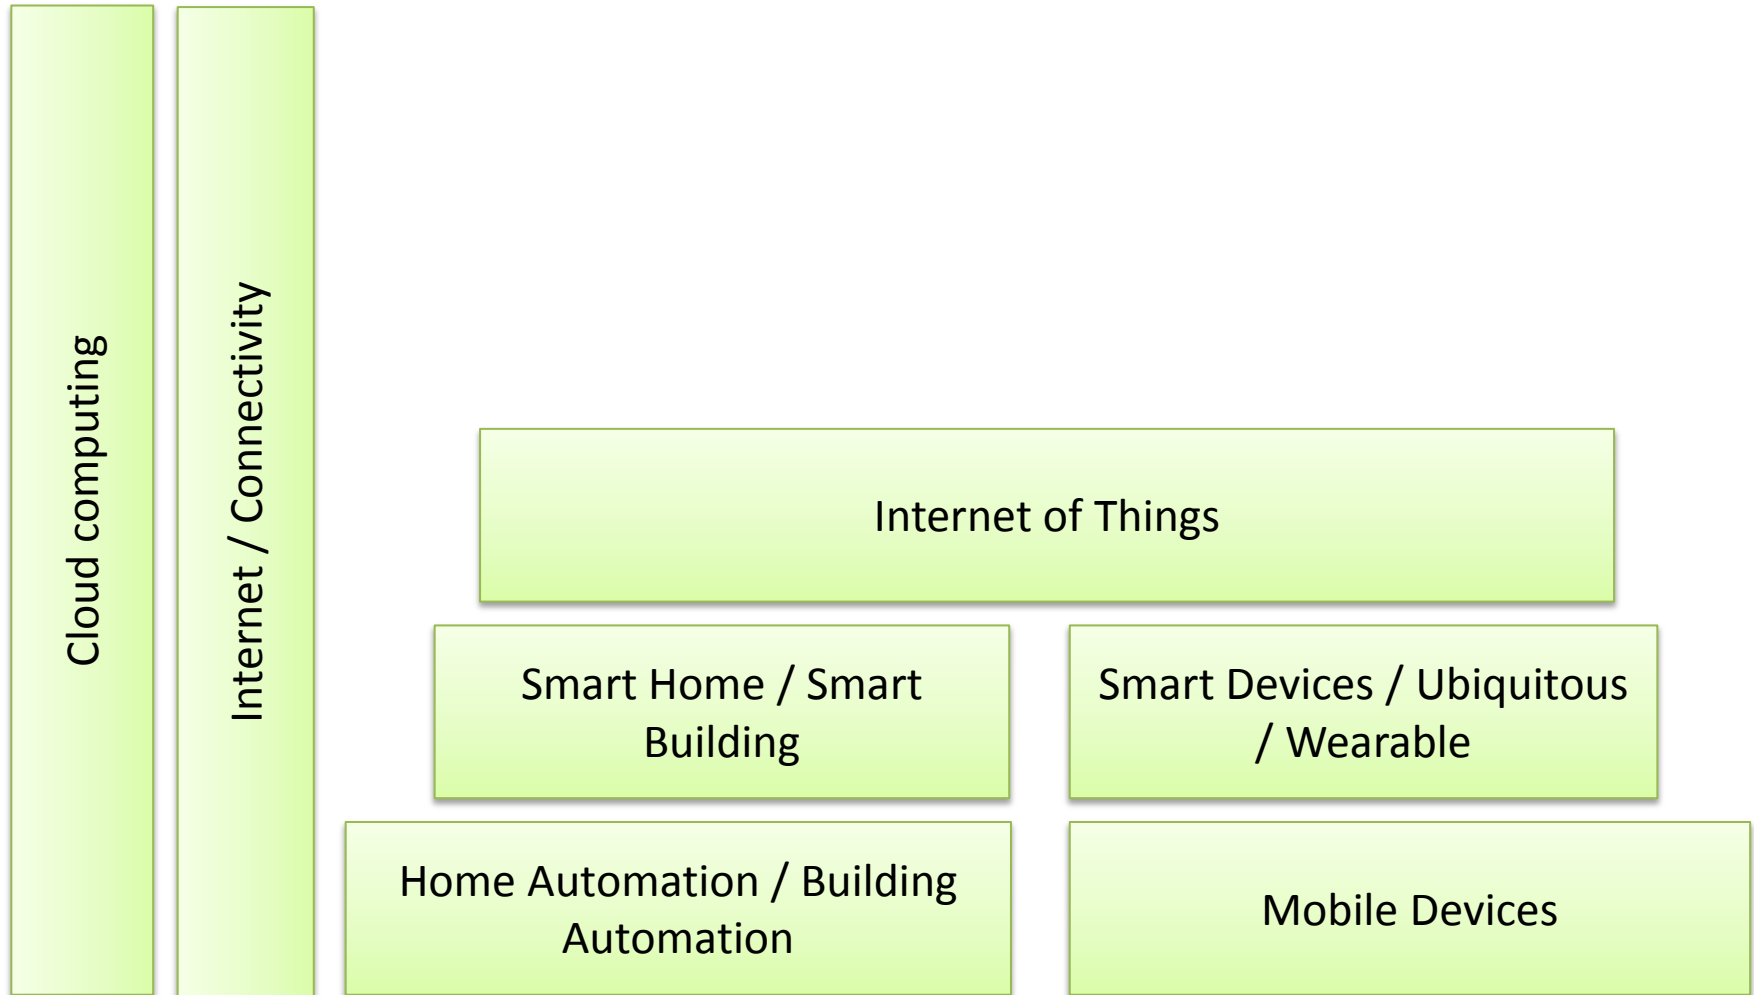 Cloud computing
Internet / Connectivity
Internet of Things
Smart Home / Smart
Building
Smart Devices / Ubiquitous
/ Wearable
Home Automation / Building
Automation
Mobile Devices